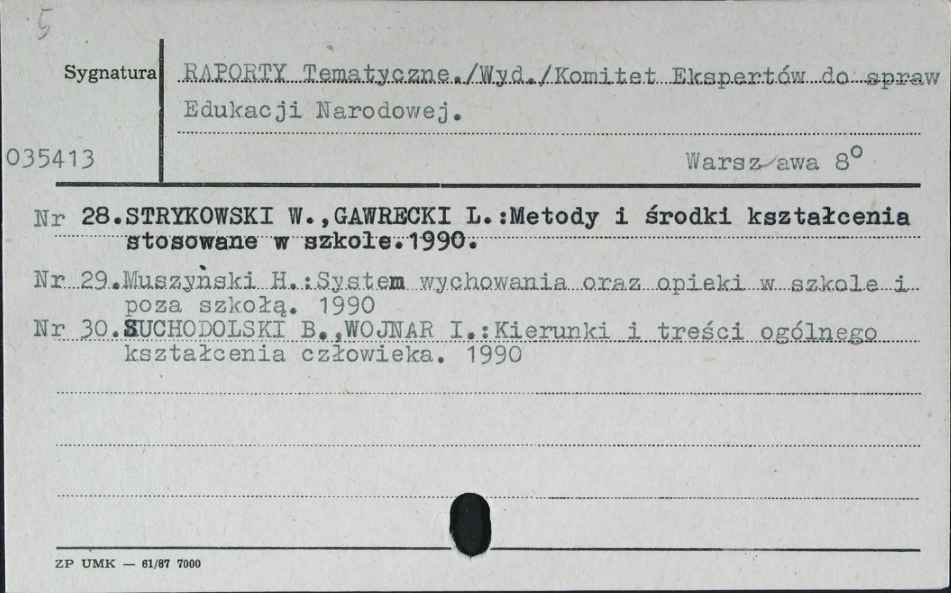 5
Sygnatura RAPORTY Tematyczne./Wyd./Komitet Ekspertów do spraw
Edukacji Narodowej.
035413 Warszawa 8°
Nr 28.STRYKOWSKI W.,GAWRECKI L.:Metody i środki kształcenia
stosowane w szkole.1990.
Nr 29.Muszyński H.:System wychowania oraz opieki w szkole i
poza szkołą. 1990
Nr 30.SUCHODOLSKI B.,WOJNAR I.:Kierunki i treści ogólnego
kształcenia człowieka. 1990
ZP UMK — 61/87 7000